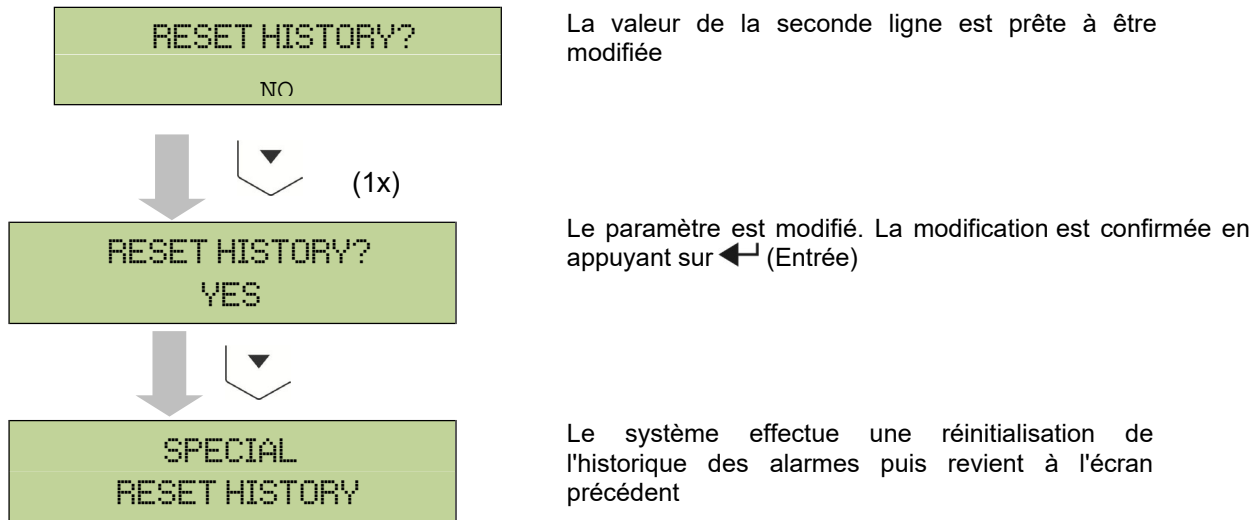 RESET HISTORY?
NO
La valeur de la seconde ligne est prête à être
modifiée
(1x)
RESET HISTORY?
YES
Le paramètre est modifié. La modification est confirmée en
appuyant sur (Entrée)
SPECIAL
RESET HISTORY
Le système effectue une réinitialisation de
l'historique des alarmes puis revient à l'écran
précédent